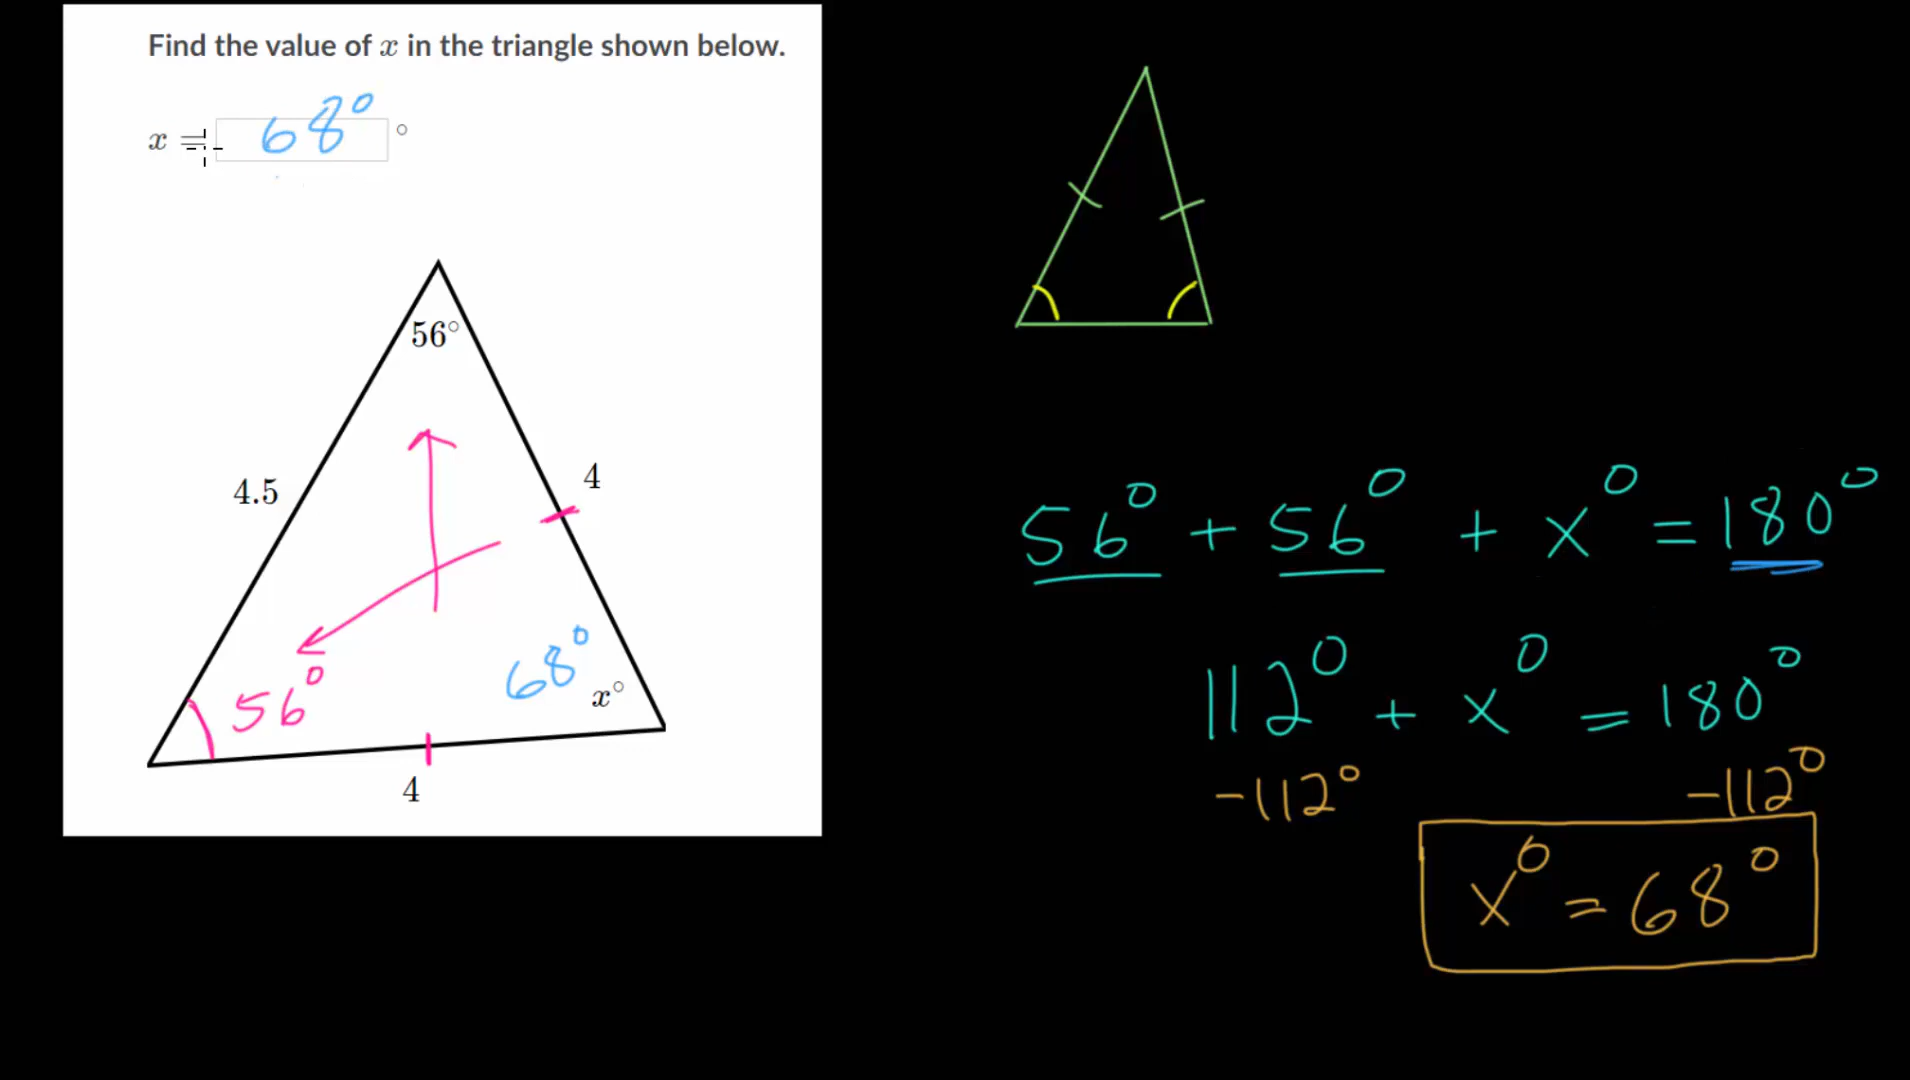 Find the value of x in the triangle shown below.
x = 68° °
56°
4.5
4
56°
68°
x°
4
56° + 56° + x° = 180°
112° + x° = 180°
-112° -112°
x° = 68°